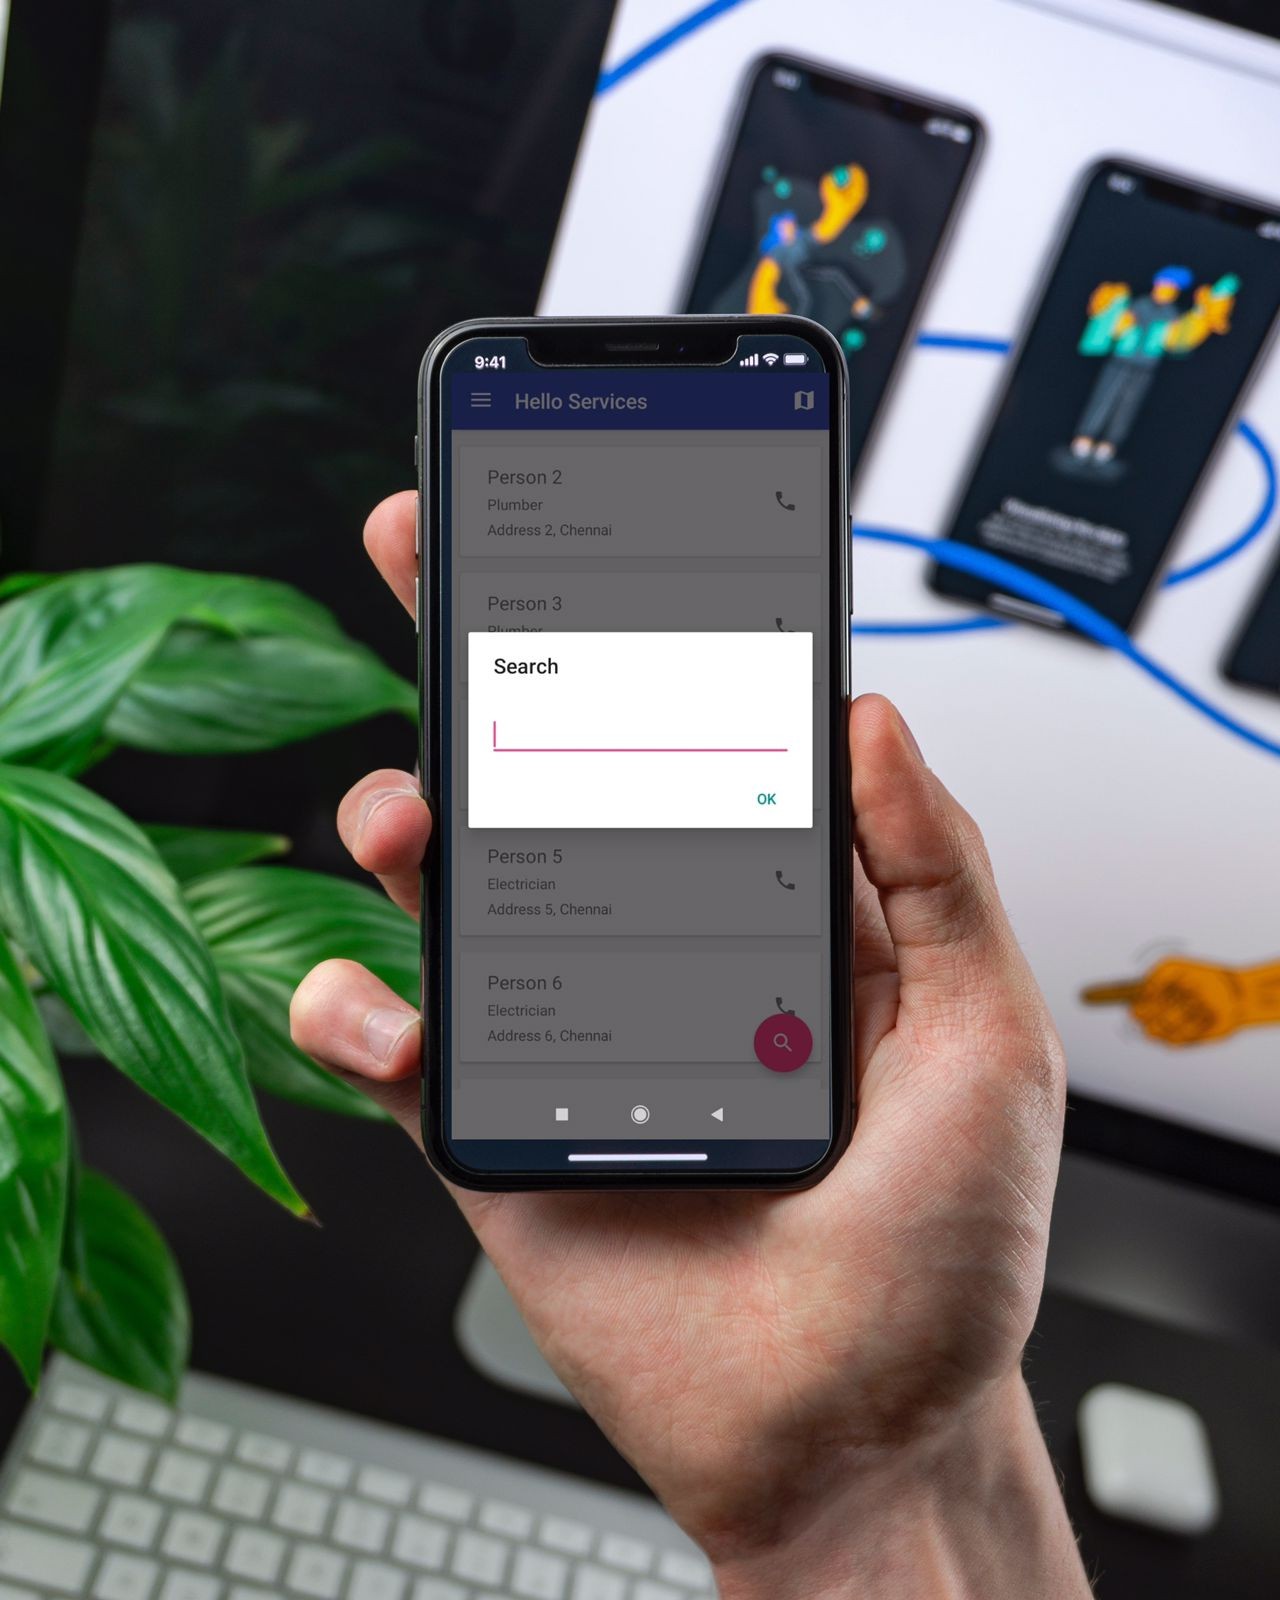 9:41
Hello Services
Person 2
Plumber
Address 2, Chennai
Person 3
Plumber
Search
OK
Person 5
Electrician
Address 5, Chennai
Person 6
Electrician
Address 6, Chennai